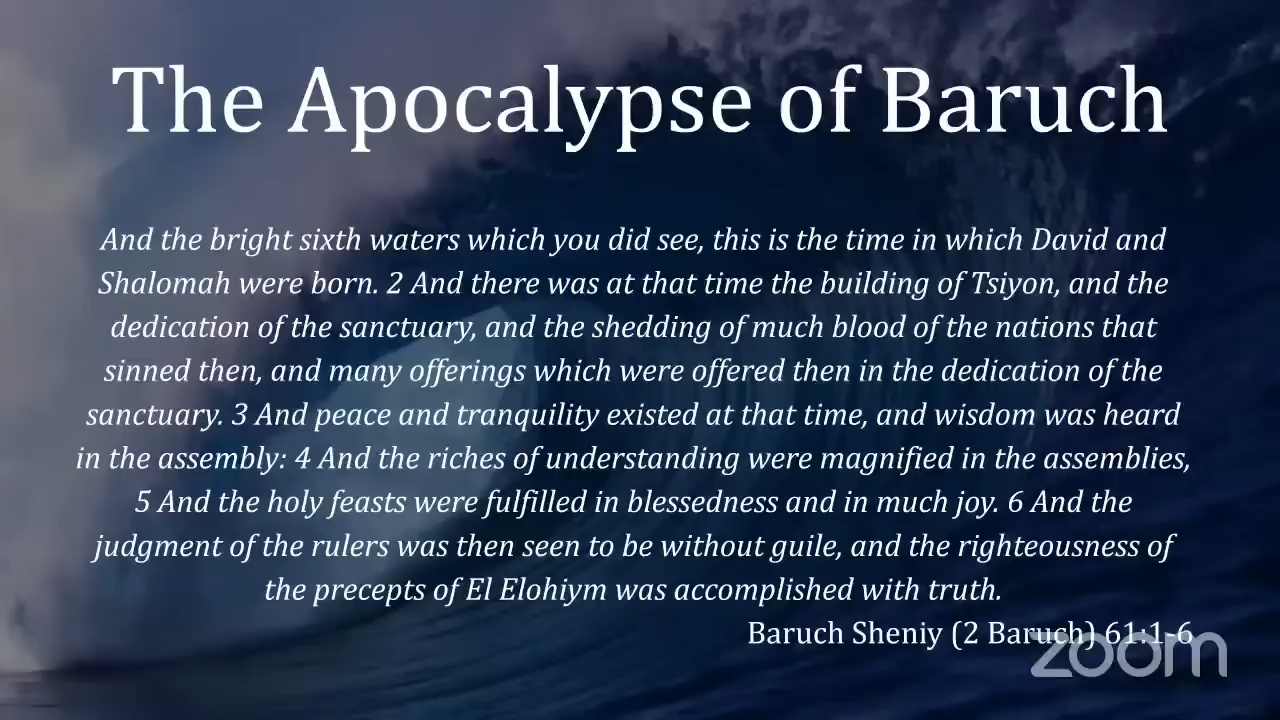 The Apocalypse of Baruch
And the bright sixth waters which you did see, this is the time in which David and
Shalomah were born. 2 And there was at that time the building of Tsiyon, and the
dedication of the sanctuary, and the shedding of much blood of the nations that
sinned then, and many offerings which were offered then in the dedication of the
sanctuary. 3 And peace and tranquility existed at that time, and wisdom was heard
in the assembly: 4 And the riches of understanding were magnified in the assemblies,
5 And the holy feasts were fulfilled in blessedness and in much joy. 6 And the
judgment of the rulers was then seen to be without guile, and the righteousness of
the precepts of El Elohiym was accomplished with truth.
Baruch Sheniy (2 Baruch) 61:1-6
zoom